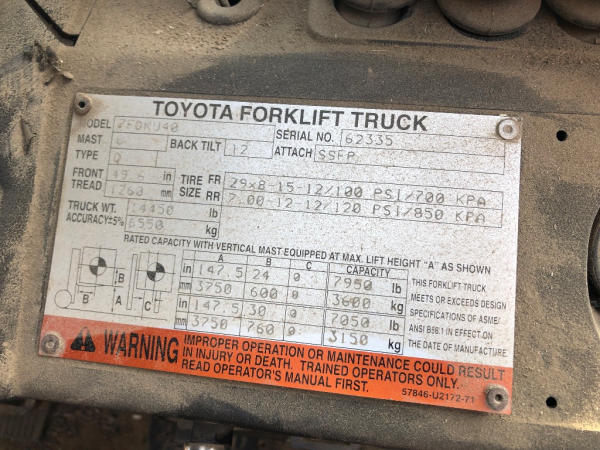 TOYOTA FORKLIFT TRUCK
MODEL 7FDKU40 SERIAL NO. 62335
MAST BACK TILT 12 ATTACH SSFP
TYPE D
FRONT TREAD 49.6 in 1260 mm
TIRE SIZE FR 29x8-15-12/100 PSI/700 KPA
RR 7.00-12-12/120 PSI/850 KPA
TRUCK WT. 14450 lb
ACCURACY±5% 6550 kg
RATED CAPACITY WITH VERTICAL MAST EQUIPPED AT MAX. LIFT HEIGHT "A" AS SHOWN
A B C CAPACITY
in 147.5 24 0 7950 lb
mm 3750 600 0 3600 kg
in 147.5 30 0 7050 lb
mm 3750 760 0 3150 kg
B B A C
THIS FORKLIFT TRUCK
MEETS OR EXCEEDS DESIGN
SPECIFICATIONS OF ASME/
ANSI B56.1 IN EFFECT ON
THE DATE OF MANUFACTURE
WARNING
IMPROPER OPERATION OR MAINTENANCE COULD RESULT
IN INJURY OR DEATH. TRAINED OPERATORS ONLY.
READ OPERATOR'S MANUAL FIRST.
57846-U2172-71